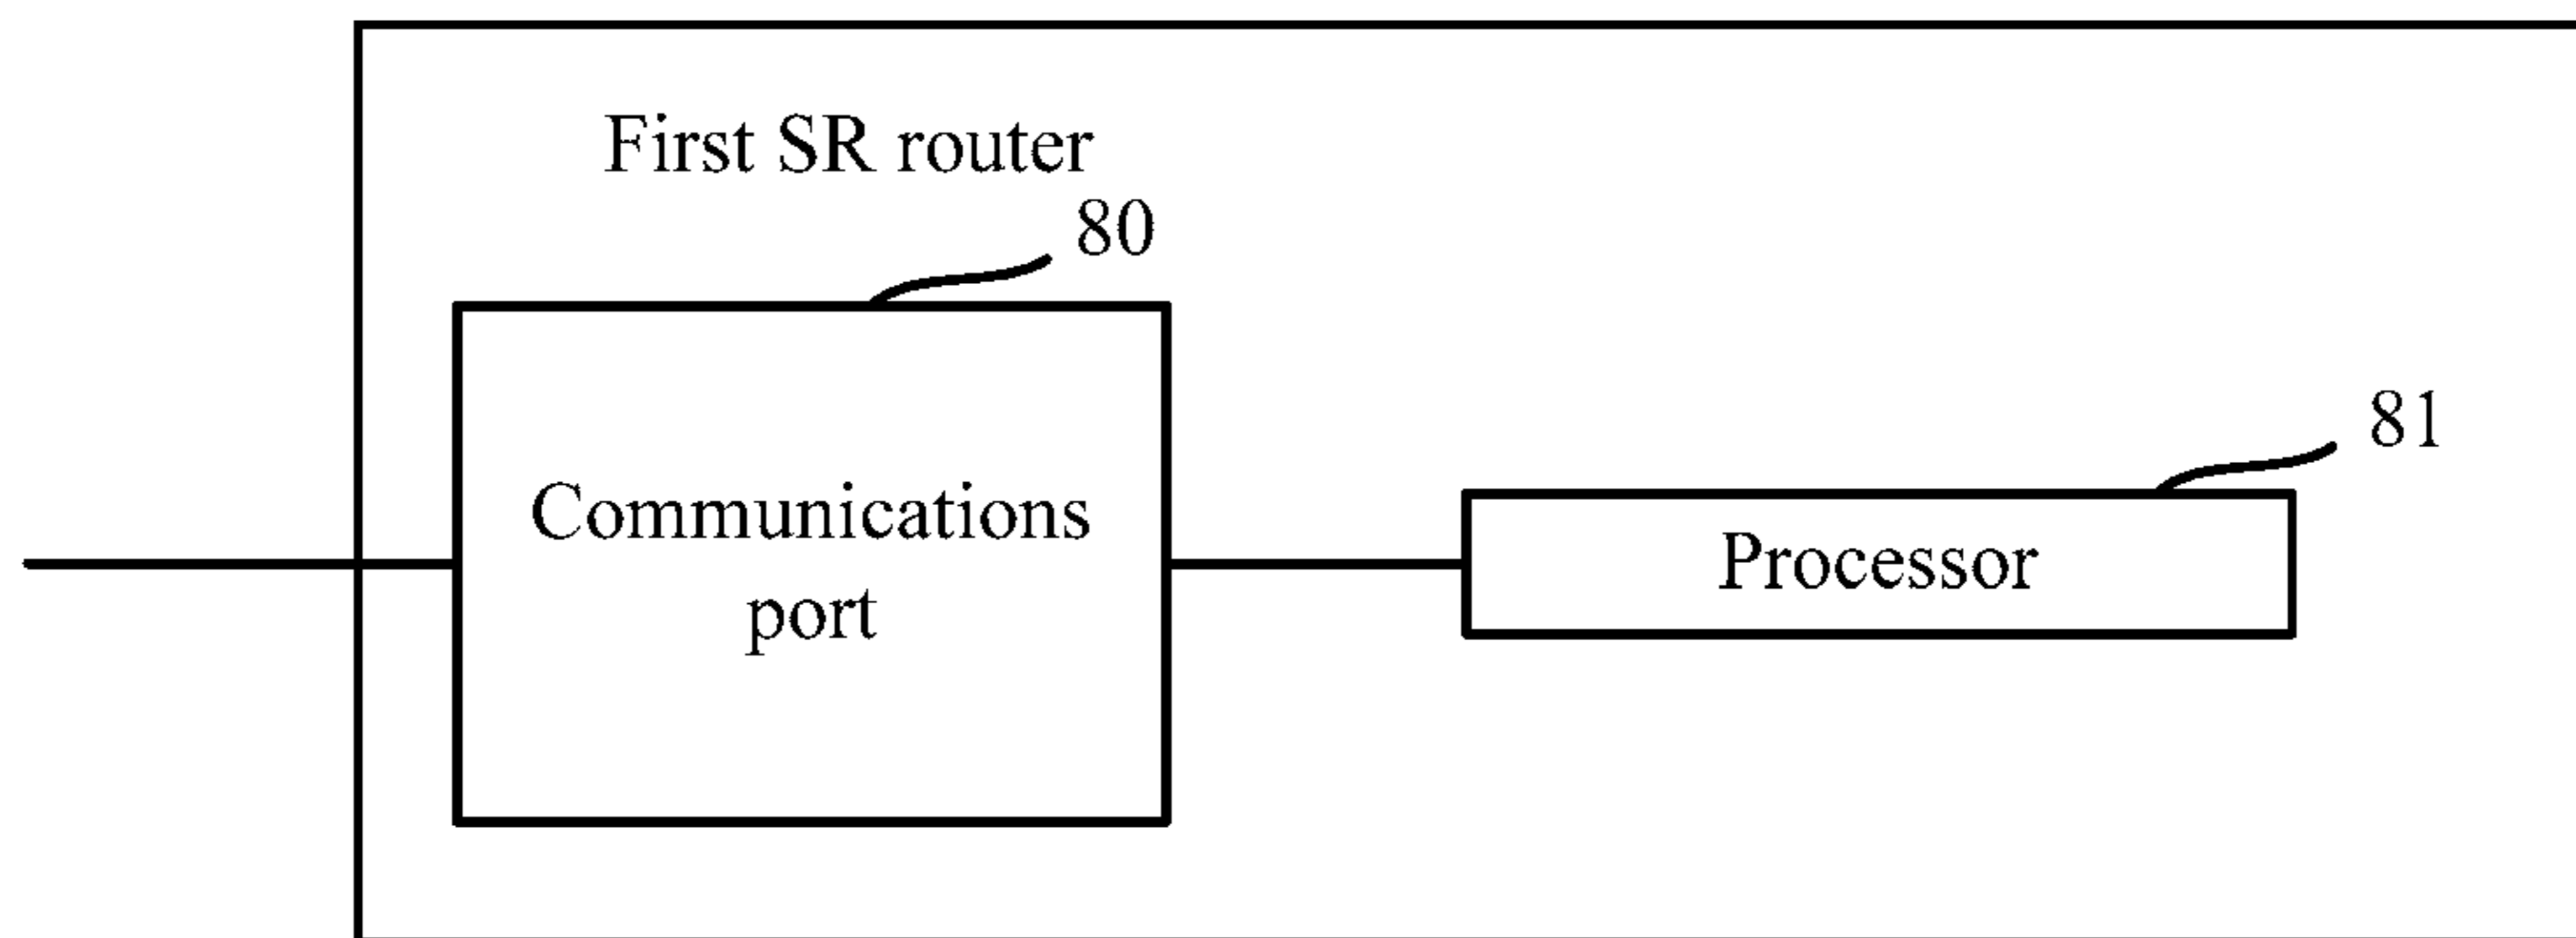 First SR router
80
Communications
port
81
Processor